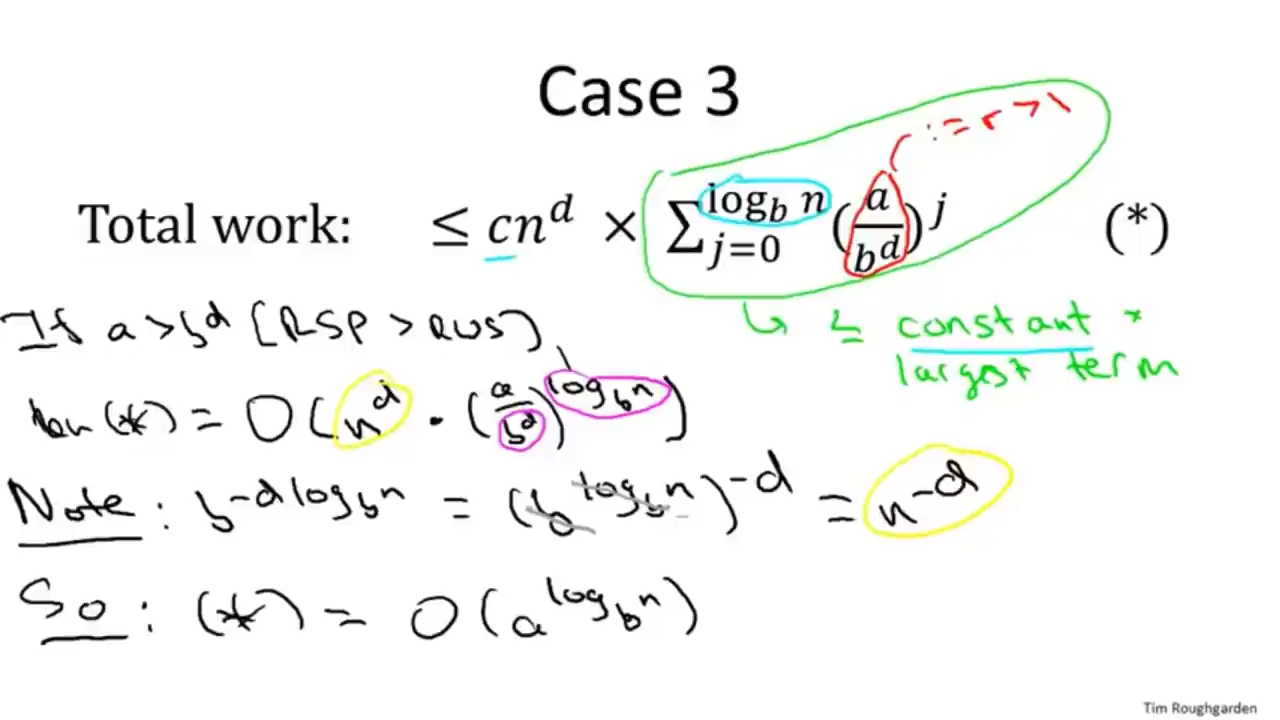 Case 3
:= r > 1
Total work: ≤ cn^d × ∑_{j=0}^{log_b n} (a/b^d)^j (*)
If a > b^d [RSP > RWS]
≤ constant *
largest term
then (*) = O(n^d · (a/b^d)^{log_b n})
Note: b^{-d log_b n} = (b^{log_b n})^{-d} = n^{-d}
So: (*) = O(a^{log_b n})
Tim Roughgarden